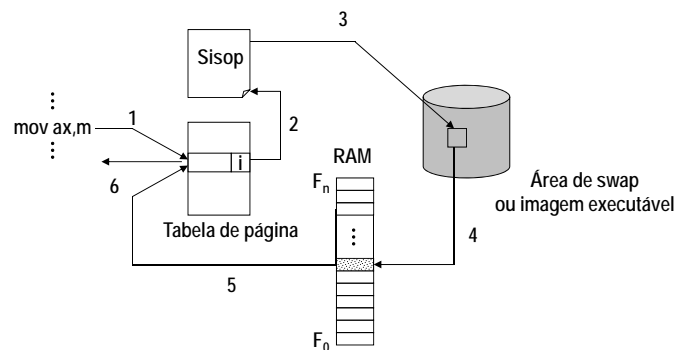 3
Sisop
⋮
mov ax,m
⋮
1
2
i
6
RAM
Fn
⋮
F0
Tabela de página
5
4
Área de swap
ou imagem executável